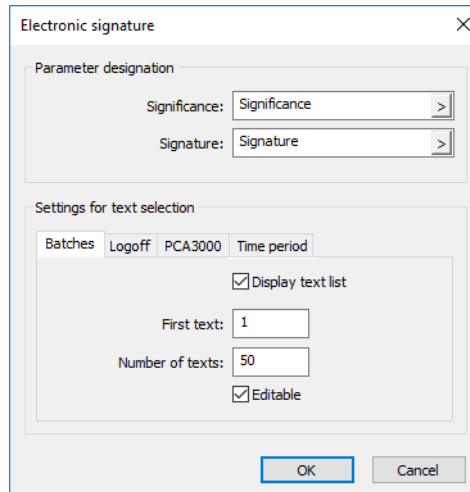 Electronic signature
Parameter designation
Significance: Significance >
Signature: Signature >
Settings for text selection
Batches Logoff PCA3000 Time period
Display text list
First text: 1
Number of texts: 50
Editable
OK Cancel